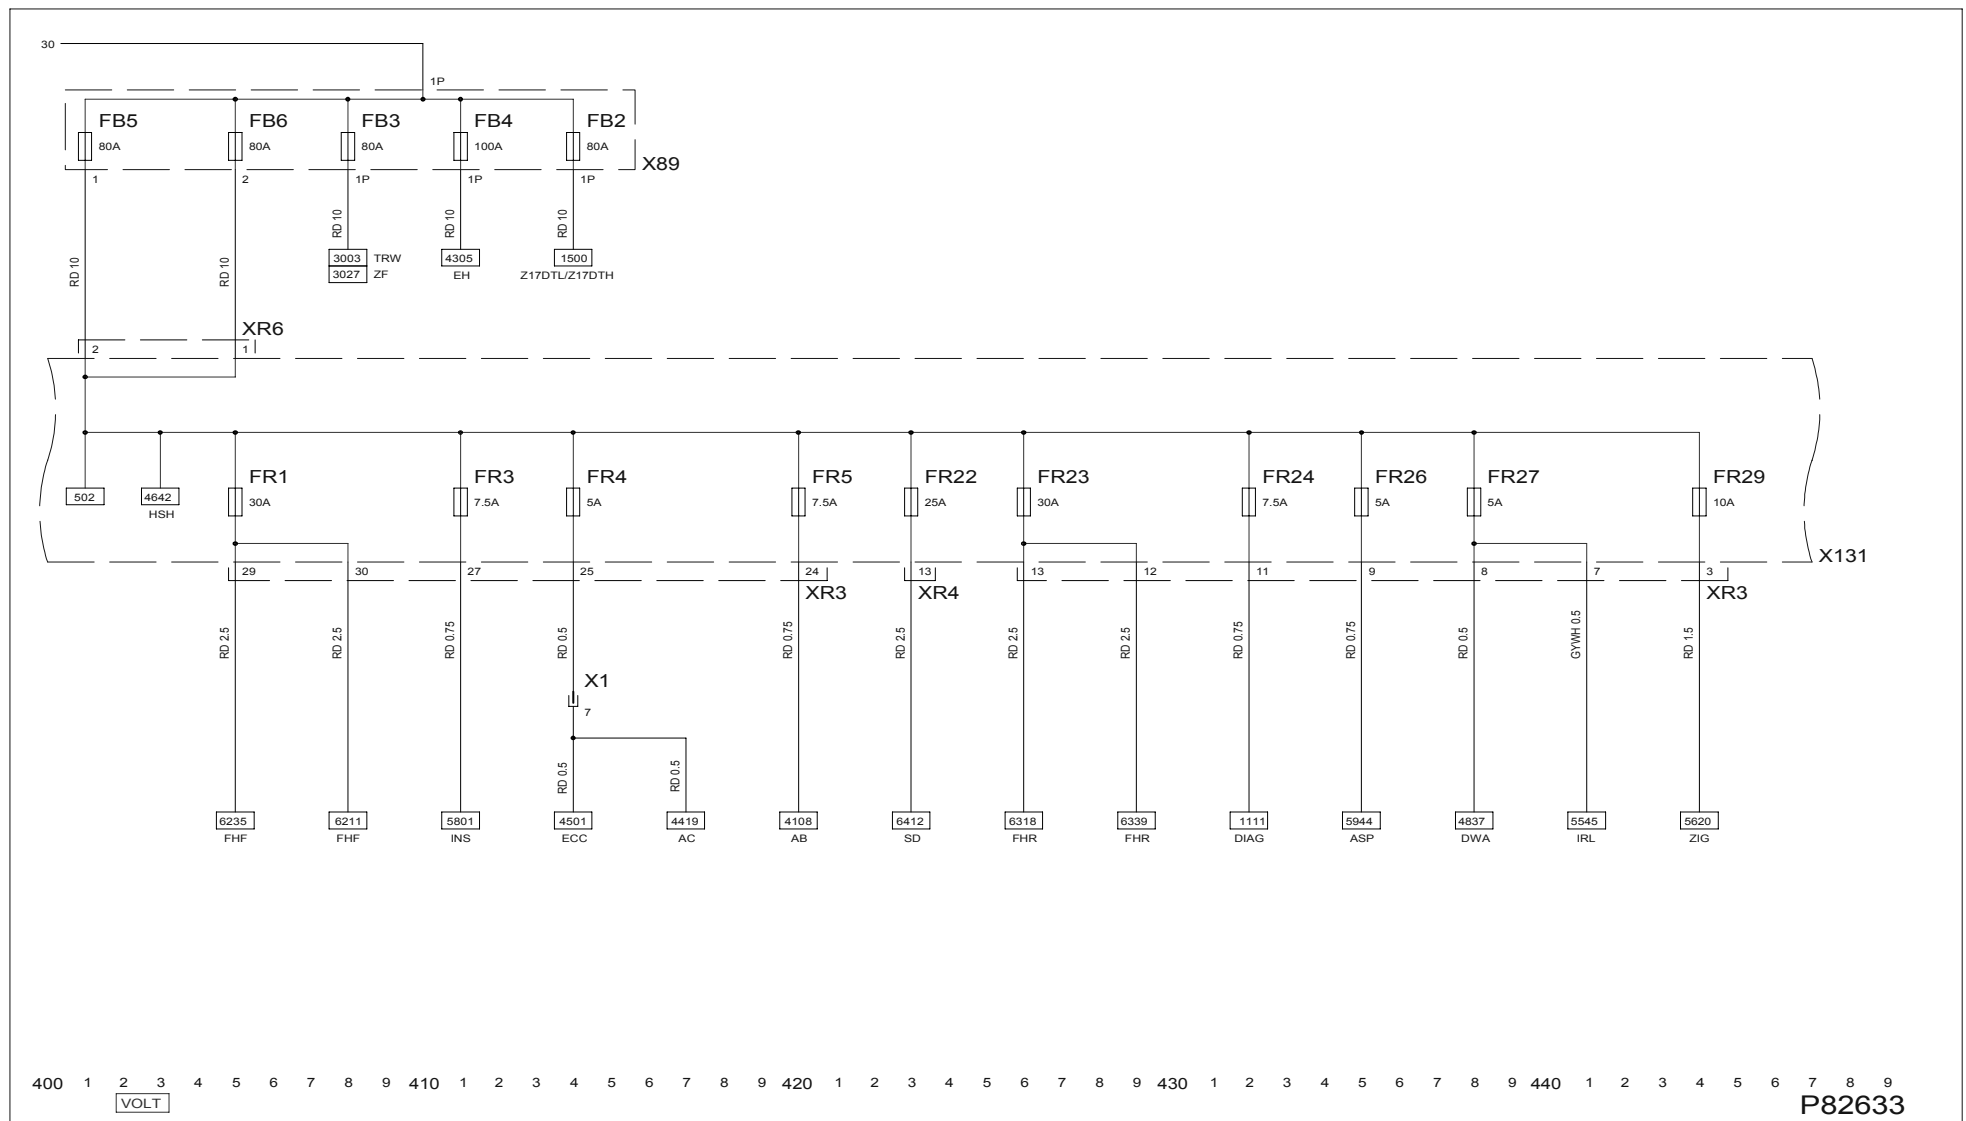 30
1P
FB5 FB6 FB3 FB4 FB2
80A 80A 80A 100A 80A
X89
1 2 1P 1P 1P
RD 10 RD 10 RD 10
3003 TRW 4305 1500
3027 ZF EH Z17DTL/Z17DTH
RD 10 RD 10
XR6
2 1
FR1 FR3 FR4 FR5 FR22 FR23 FR24 FR26 FR27 FR29
502 4642 30A 7.5A 5A 7.5A 25A 30A 7.5A 5A 5A 10A
HSH
X131
29 30 27 25 24 13 13 12 11 9 8 7 3
XR3 XR4 XR3
RD 2.5 RD 2.5 RD 0.75 RD 0.5 RD 0.75 RD 2.5 RD 2.5 RD 2.5 RD 0.75 RD 0.75 RD 0.5 GYWH 0.5 RD 1.5
X1
7
RD 0.5 RD 0.5
6235 6211 5801 4501 4419 4108 6412 6318 6339 1111 5944 4837 5545 5620
FHF FHF INS ECC AC AB SD FHR FHR DIAG ASP DWA IRL ZIG
400 1 2 3 4 5 6 7 8 9 410 1 2 3 4 5 6 7 8 9 420 1 2 3 4 5 6 7 8 9 430 1 2 3 4 5 6 7 8 9 440 1 2 3 4 5 6 7 8 9
VOLT
P82633